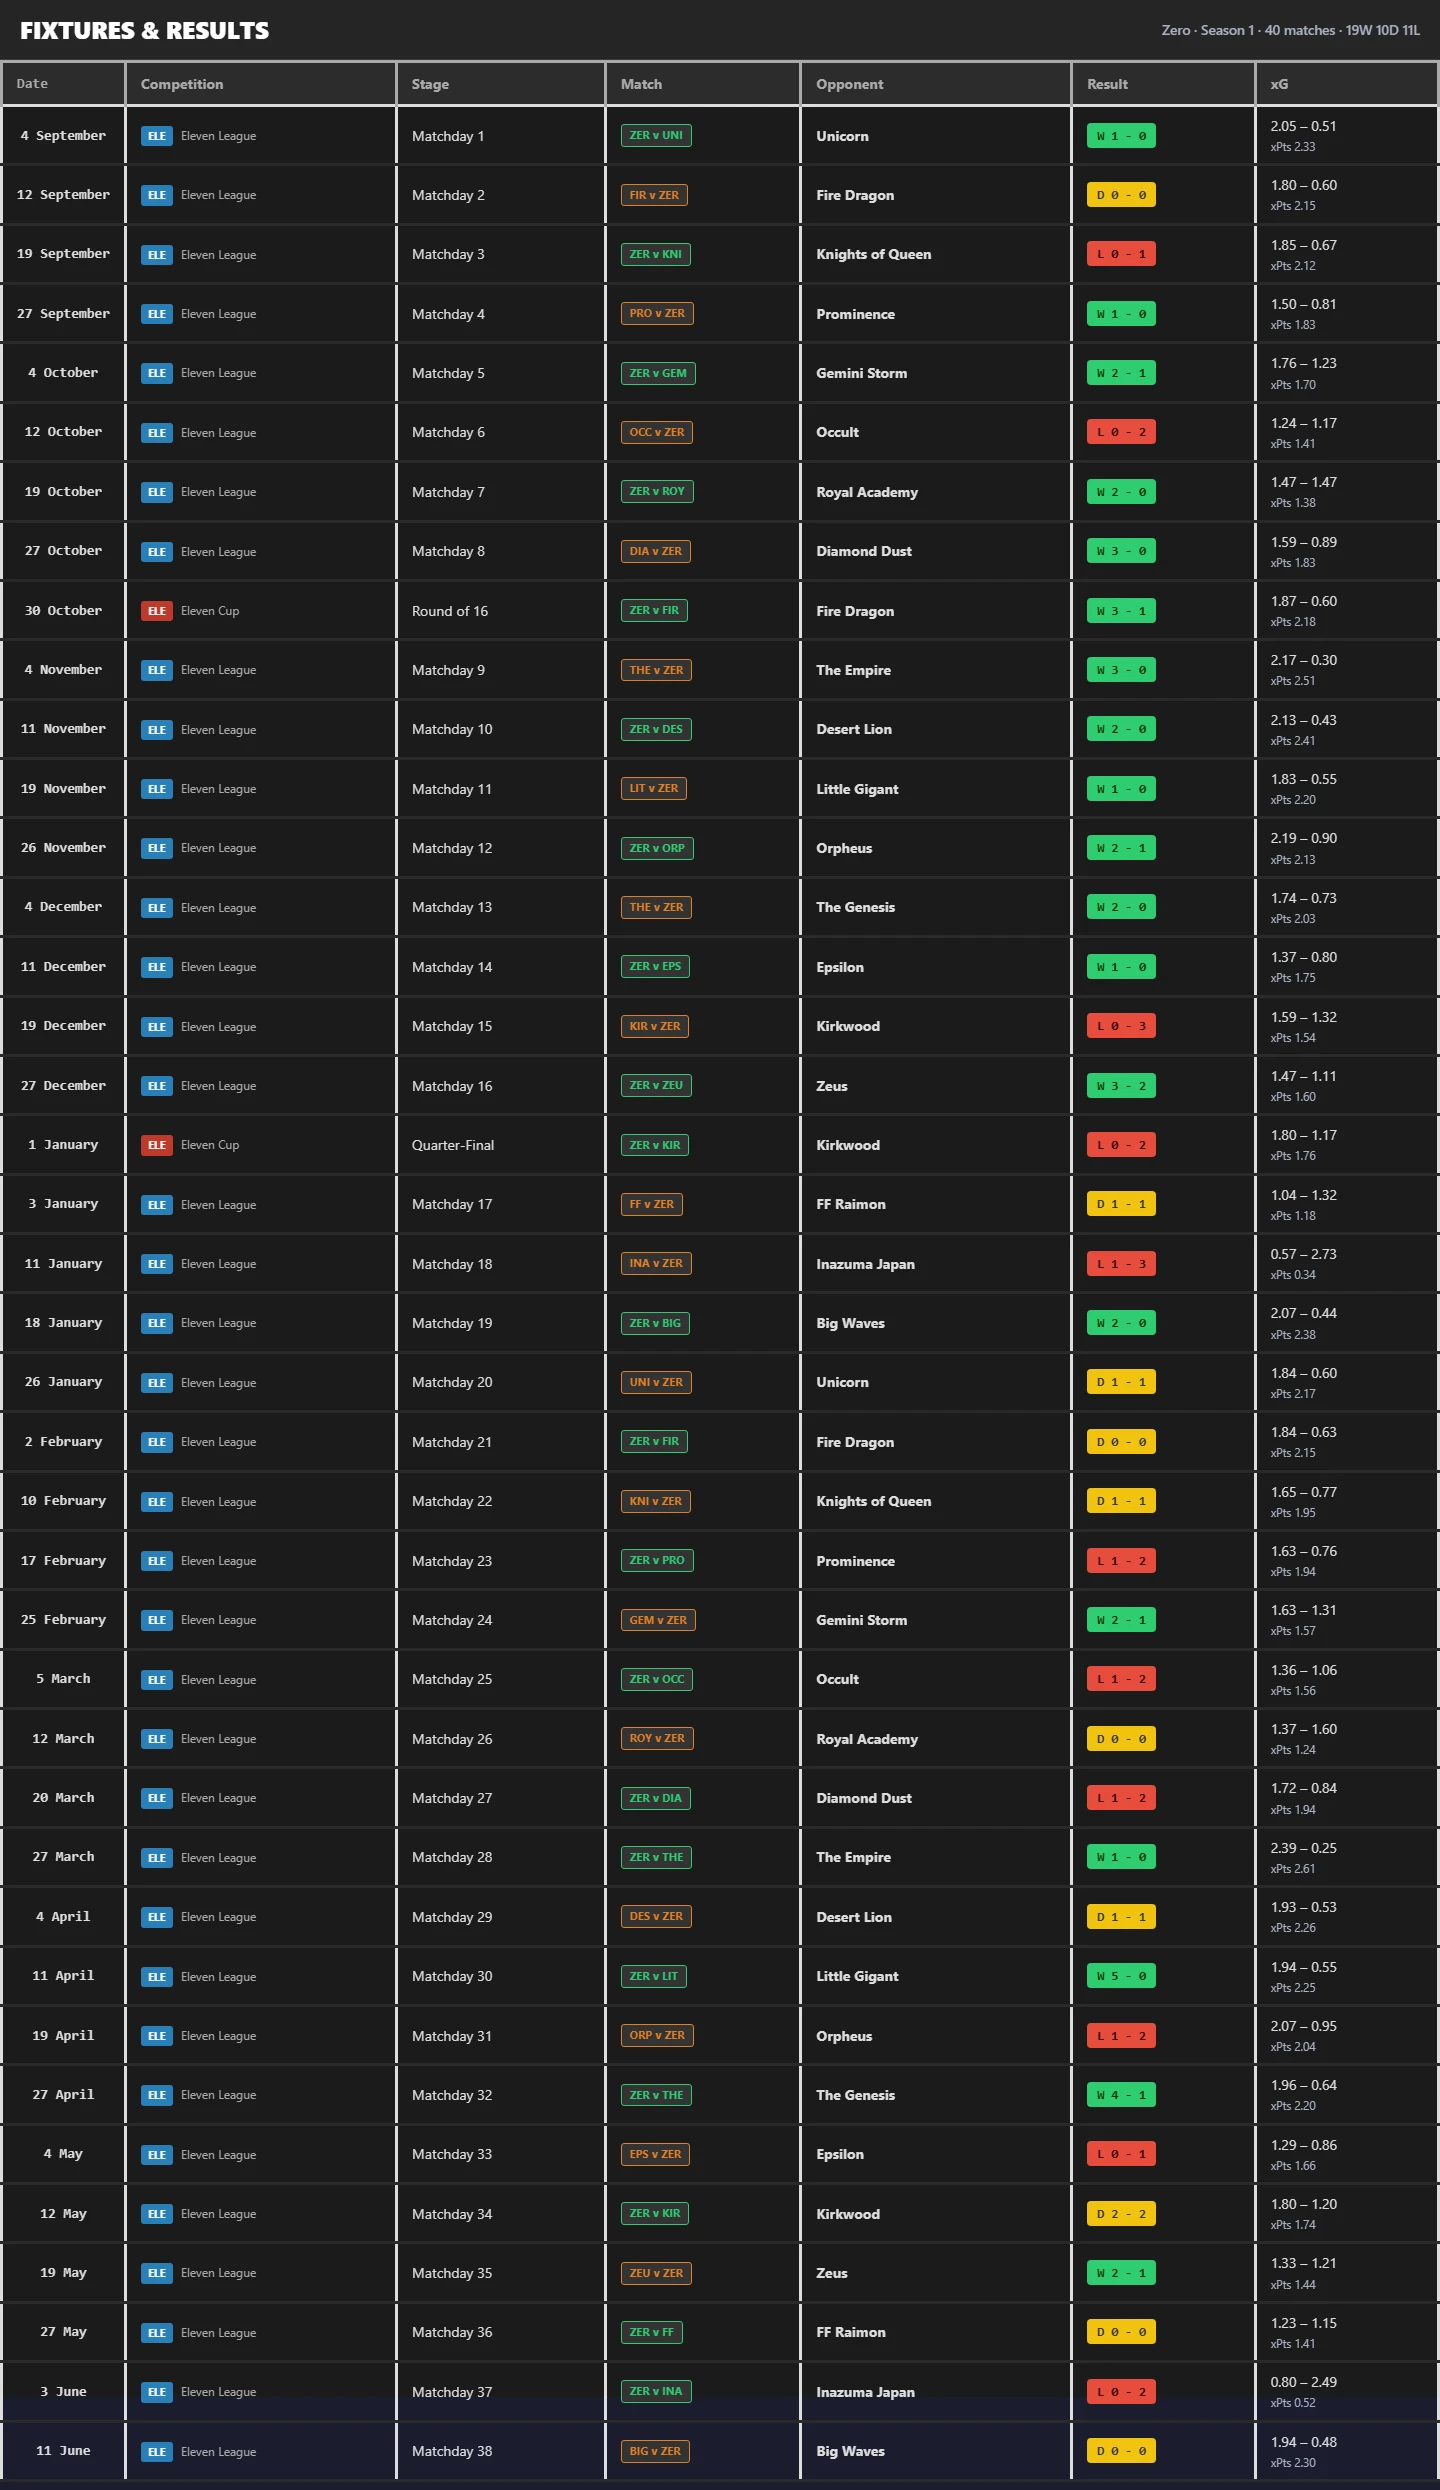 FIXTURES & RESULTS
Zero · Season 1 · 40 matches · 19W 10D 11L
Date Competition Stage Match Opponent Result xG
4 September ELE Eleven League Matchday 1 ZER v UNI Unicorn W 1 - 0 2.05 – 0.51
xPts 2.33
12 September ELE Eleven League Matchday 2 FIR v ZER Fire Dragon D 0 - 0 1.80 – 0.60
xPts 2.15
19 September ELE Eleven League Matchday 3 ZER v KNI Knights of Queen L 0 - 1 1.85 – 0.67
xPts 2.12
27 September ELE Eleven League Matchday 4 PRO v ZER Prominence W 1 - 0 1.50 – 0.81
xPts 1.83
4 October ELE Eleven League Matchday 5 ZER v GEM Gemini Storm W 2 - 1 1.76 – 1.23
xPts 1.70
12 October ELE Eleven League Matchday 6 OCC v ZER Occult L 0 - 2 1.24 – 1.17
xPts 1.41
19 October ELE Eleven League Matchday 7 ZER v ROY Royal Academy W 2 - 0 1.47 – 1.47
xPts 1.38
27 October ELE Eleven League Matchday 8 DIA v ZER Diamond Dust W 3 - 0 1.59 – 0.89
xPts 1.83
30 October ELE Eleven Cup Round of 16 ZER v FIR Fire Dragon W 3 - 1 1.87 – 0.60
xPts 2.18
4 November ELE Eleven League Matchday 9 THE v ZER The Empire W 3 - 0 2.17 – 0.30
xPts 2.51
11 November ELE Eleven League Matchday 10 ZER v DES Desert Lion W 2 - 0 2.13 – 0.43
xPts 2.41
19 November ELE Eleven League Matchday 11 LIT v ZER Little Gigant W 1 - 0 1.83 – 0.55
xPts 2.20
26 November ELE Eleven League Matchday 12 ZER v ORP Orpheus W 2 - 1 2.19 – 0.90
xPts 2.13
4 December ELE Eleven League Matchday 13 THE v ZER The Genesis W 2 - 0 1.74 – 0.73
xPts 2.03
11 December ELE Eleven League Matchday 14 ZER v EPS Epsilon W 1 - 0 1.37 – 0.80
xPts 1.75
19 December ELE Eleven League Matchday 15 KIR v ZER Kirkwood L 0 - 3 1.59 – 1.32
xPts 1.54
27 December ELE Eleven League Matchday 16 ZER v ZEU Zeus W 3 - 2 1.47 – 1.11
xPts 1.60
1 January ELE Eleven Cup Quarter-Final ZER v KIR Kirkwood L 0 - 2 1.80 – 1.17
xPts 1.76
3 January ELE Eleven League Matchday 17 FF v ZER FF Raimon D 1 - 1 1.04 – 1.32
xPts 1.18
11 January ELE Eleven League Matchday 18 INA v ZER Inazuma Japan L 1 - 3 0.57 – 2.73
xPts 0.34
18 January ELE Eleven League Matchday 19 ZER v BIG Big Waves W 2 - 0 2.07 – 0.44
xPts 2.38
26 January ELE Eleven League Matchday 20 UNI v ZER Unicorn D 1 - 1 1.84 – 0.60
xPts 2.17
2 February ELE Eleven League Matchday 21 ZER v FIR Fire Dragon D 0 - 0 1.84 – 0.63
xPts 2.15
10 February ELE Eleven League Matchday 22 KNI v ZER Knights of Queen D 1 - 1 1.65 – 0.77
xPts 1.95
17 February ELE Eleven League Matchday 23 ZER v PRO Prominence L 1 - 2 1.63 – 0.76
xPts 1.94
25 February ELE Eleven League Matchday 24 GEM v ZER Gemini Storm W 2 - 1 1.63 – 1.31
xPts 1.57
5 March ELE Eleven League Matchday 25 ZER v OCC Occult L 1 - 2 1.36 – 1.06
xPts 1.56
12 March ELE Eleven League Matchday 26 ROY v ZER Royal Academy D 0 - 0 1.37 – 1.60
xPts 1.24
20 March ELE Eleven League Matchday 27 ZER v DIA Diamond Dust L 1 - 2 1.72 – 0.84
xPts 1.94
27 March ELE Eleven League Matchday 28 ZER v THE The Empire W 1 - 0 2.39 – 0.25
xPts 2.61
4 April ELE Eleven League Matchday 29 DES v ZER Desert Lion D 1 - 1 1.93 – 0.53
xPts 2.26
11 April ELE Eleven League Matchday 30 ZER v LIT Little Gigant W 5 - 0 1.94 – 0.55
xPts 2.25
19 April ELE Eleven League Matchday 31 ORP v ZER Orpheus L 1 - 2 2.07 – 0.95
xPts 2.04
27 April ELE Eleven League Matchday 32 ZER v THE The Genesis W 4 - 1 1.96 – 0.64
xPts 2.20
4 May ELE Eleven League Matchday 33 EPS v ZER Epsilon L 0 - 1 1.29 – 0.86
xPts 1.66
12 May ELE Eleven League Matchday 34 ZER v KIR Kirkwood D 2 - 2 1.80 – 1.20
xPts 1.74
19 May ELE Eleven League Matchday 35 ZEU v ZER Zeus W 2 - 1 1.33 – 1.21
xPts 1.44
27 May ELE Eleven League Matchday 36 ZER v FF FF Raimon D 0 - 0 1.23 – 1.15
xPts 1.41
3 June ELE Eleven League Matchday 37 ZER v INA Inazuma Japan L 0 - 2 0.80 – 2.49
xPts 0.52
11 June ELE Eleven League Matchday 38 BIG v ZER Big Waves D 0 - 0 1.94 – 0.48
xPts 2.30